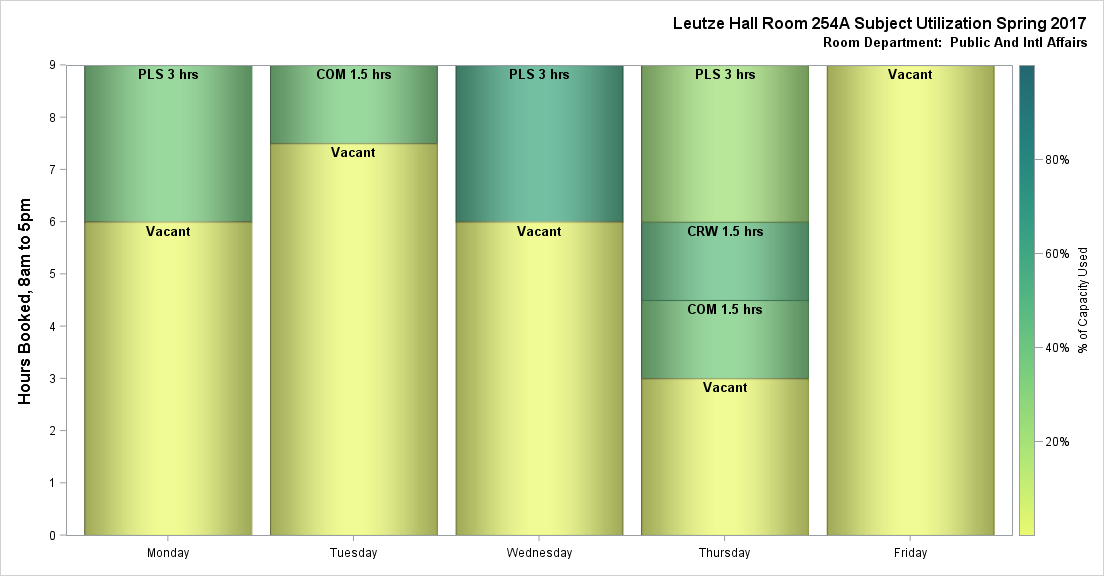 Leutze Hall Room 254A Subject Utilization Spring 2017
Room Department: Public And Intl Affairs
Hours Booked, 8am to 5pm
9
8
7
6
5
4
3
2
1
0
PLS 3 hrs
Vacant
COM 1.5 hrs
Vacant
PLS 3 hrs
Vacant
PLS 3 hrs
CRW 1.5 hrs
COM 1.5 hrs
Vacant
Vacant
Monday
Tuesday
Wednesday
Thursday
Friday
80%
60%
40%
20%
% of Capacity Used